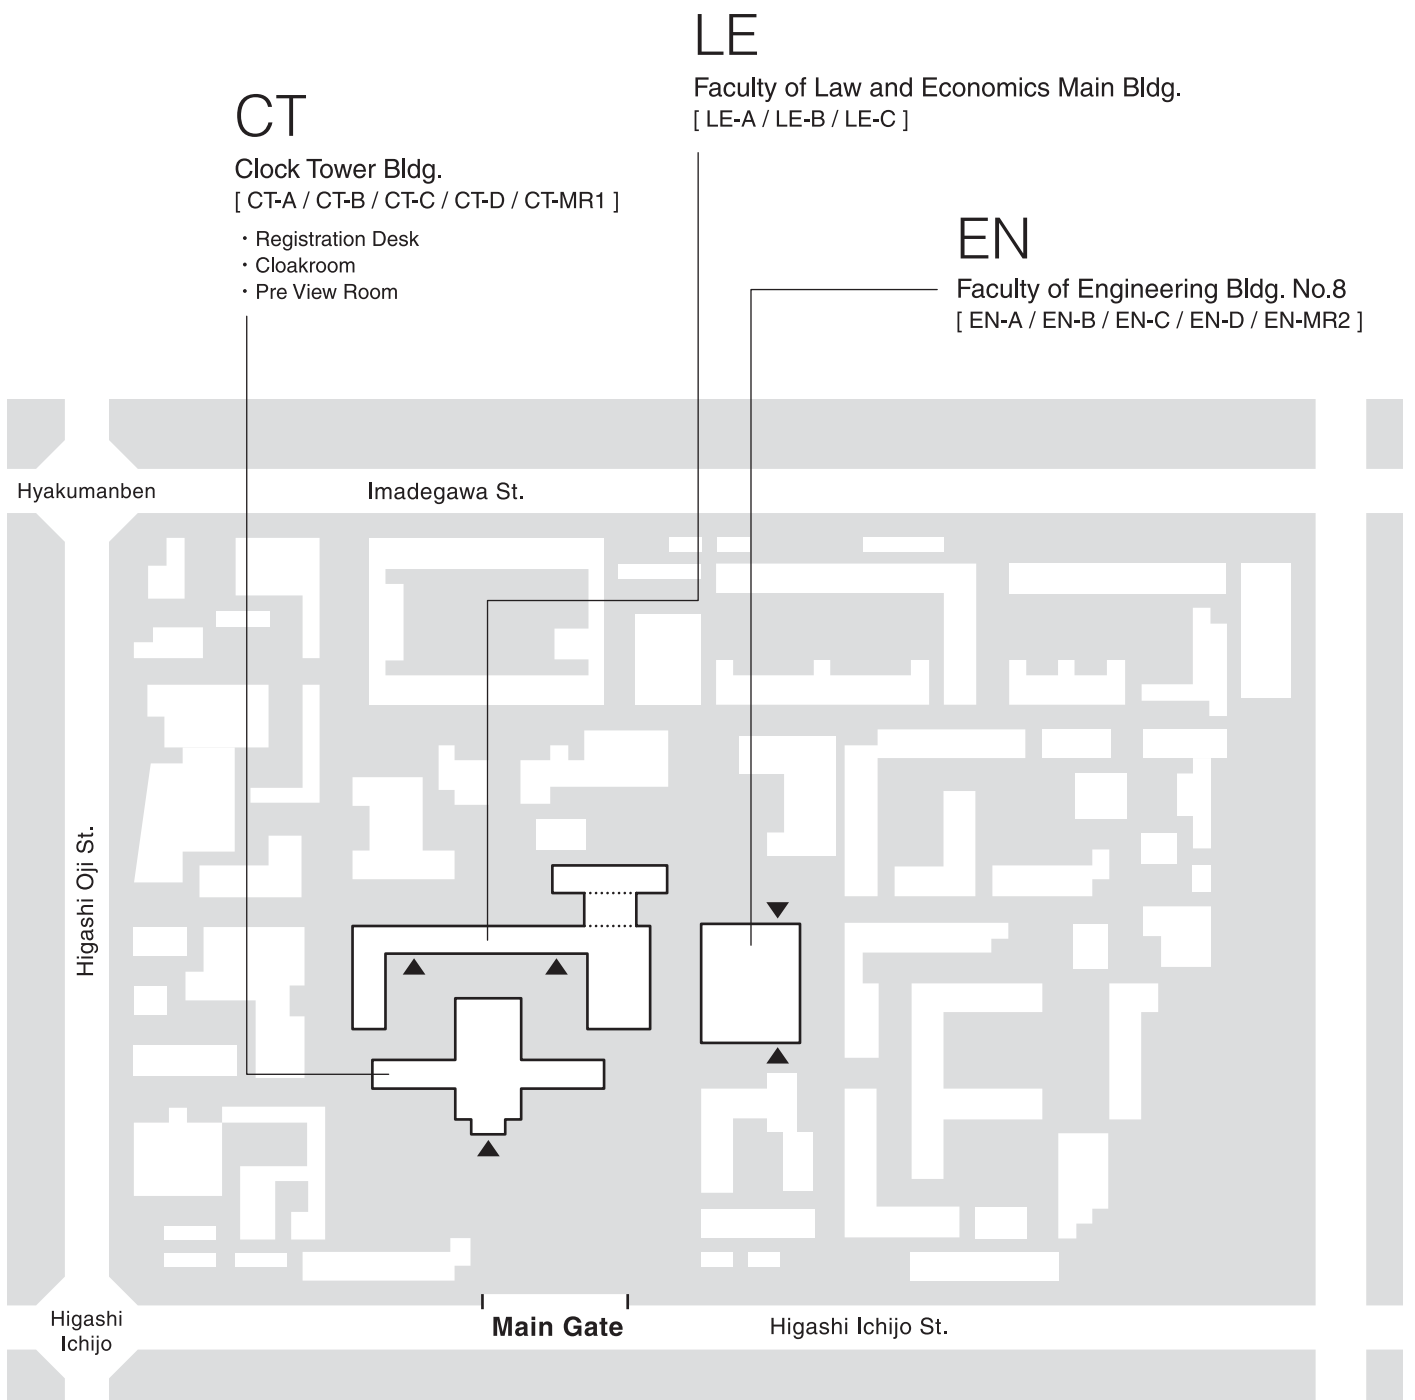 LE
Faculty of Law and Economics Main Bldg.
[ LE-A / LE-B / LE-C ]
CT
Clock Tower Bldg.
[ CT-A / CT-B / CT-C / CT-D / CT-MR1 ]
・Registration Desk
・Cloakroom
・Pre View Room
EN
Faculty of Engineering Bldg. No.8
[ EN-A / EN-B / EN-C / EN-D / EN-MR2 ]
Hyakumanben
Imadegawa St.
Higashi Oji St.
Higashi
Ichijo
Main Gate
Higashi Ichijo St.